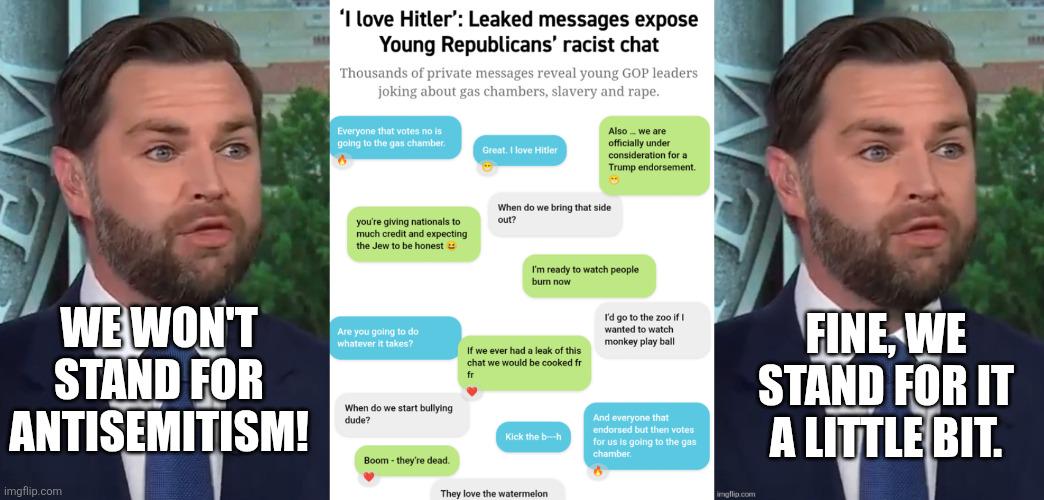 WE WON'T
STAND FOR
ANTISEMITISM!
imgflip.com
‘I love Hitler’: Leaked messages expose
Young Republicans’ racist chat
Thousands of private messages reveal young GOP leaders
joking about gas chambers, slavery and rape.
Everyone that votes no is
going to the gas chamber.
Great. I love Hitler
Also ... we are
officially under
consideration for a
Trump endorsement.
When do we bring that side
out?
you're giving nationals to
much credit and expecting
the Jew to be honest 😆
I'm ready to watch people
burn now
Are you going to do
whatever it takes?
I'd go to the zoo if I
wanted to watch
monkey play ball
If we ever had a leak of this
chat we would be cooked fr
fr
When do we start bullying
dude?
Kick the b---h
And everyone that
endorsed but then votes
for us is going to the gas
chamber.
Boom - they're dead.
They love the watermelon
FINE, WE
STAND FOR IT
A LITTLE BIT.
imgflip.com